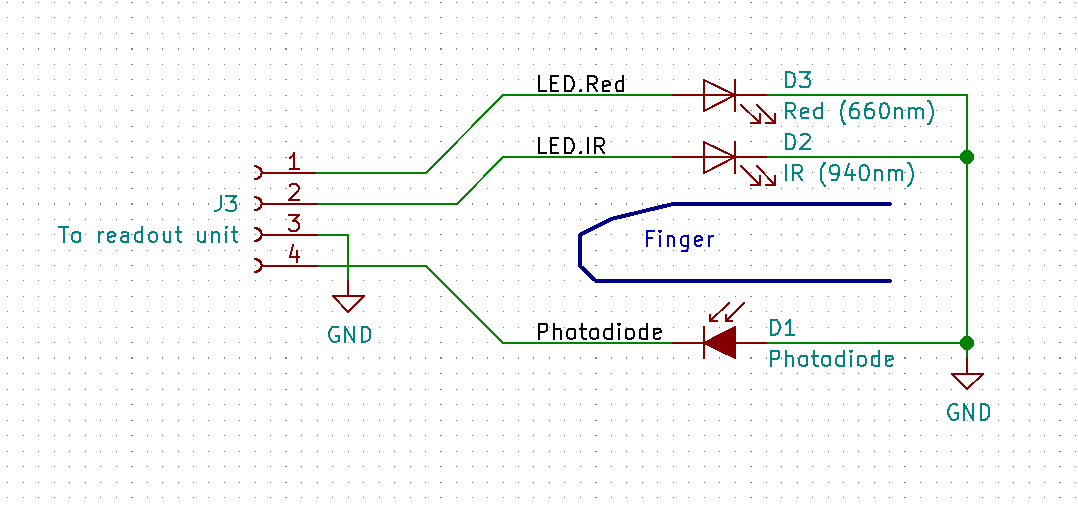 LED.Red
D3
Red (660nm)
LED.IR
D2
IR (940nm)
1
2
J3
3
To readout unit
4
Finger
GND
Photodiode
D1
Photodiode
GND